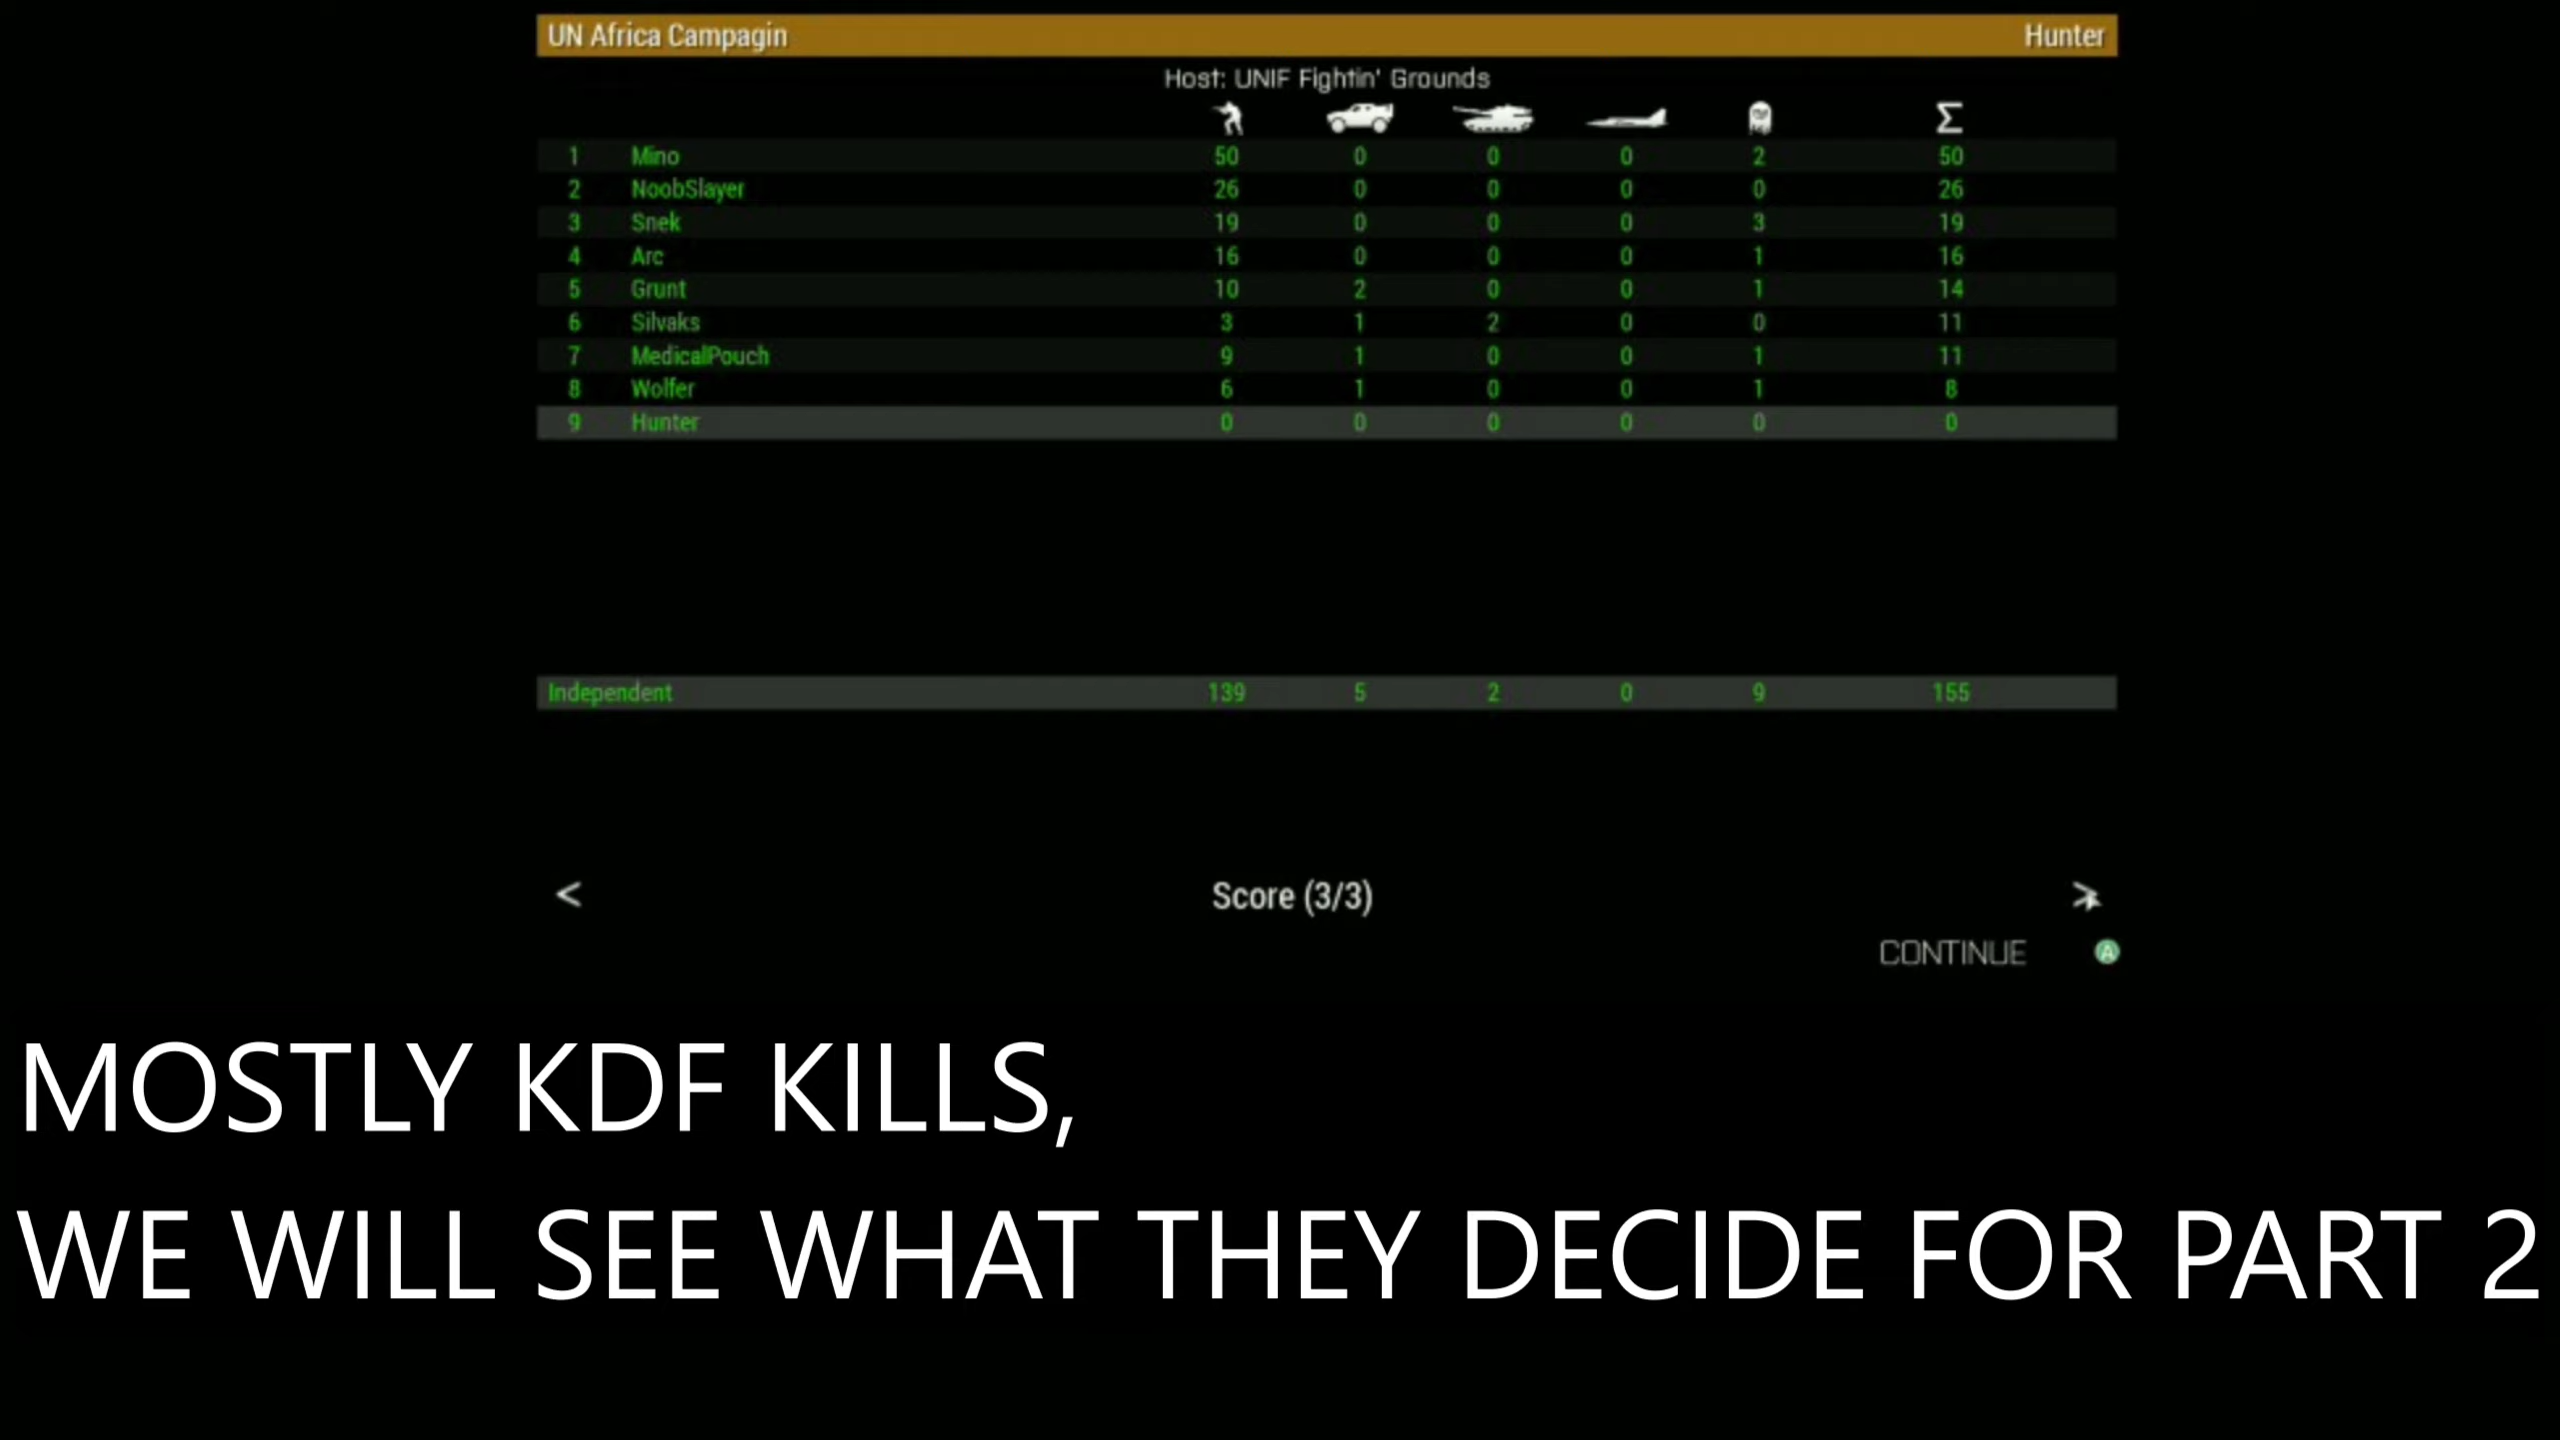 UN Africa Campagin Hunter
Host: UNIF Fightin' Grounds
Σ
1 Mino 50 0 0 0 2 50
2 NoobSlayer 26 0 0 0 0 26
3 Snek 19 0 0 0 3 19
4 Arc 16 0 0 0 1 16
5 Grunt 10 2 0 0 1 14
6 Silvaks 3 1 2 0 0 11
7 MedicalPouch 9 1 0 0 1 11
8 Wolfer 6 1 0 0 1 8
9 Hunter 0 0 0 0 0 0
Independent 139 5 2 0 9 155
< Score (3/3) >
CONTINUE A
MOSTLY KDF KILLS,
WE WILL SEE WHAT THEY DECIDE FOR PART 2